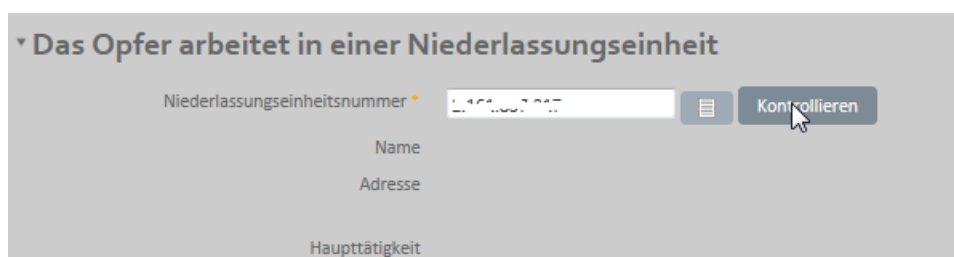 Das Opfer arbeitet in einer Niederlassungseinheit
Niederlassungseinheitsnummer *
Kontrollieren
Name
Adresse
Haupttätigkeit